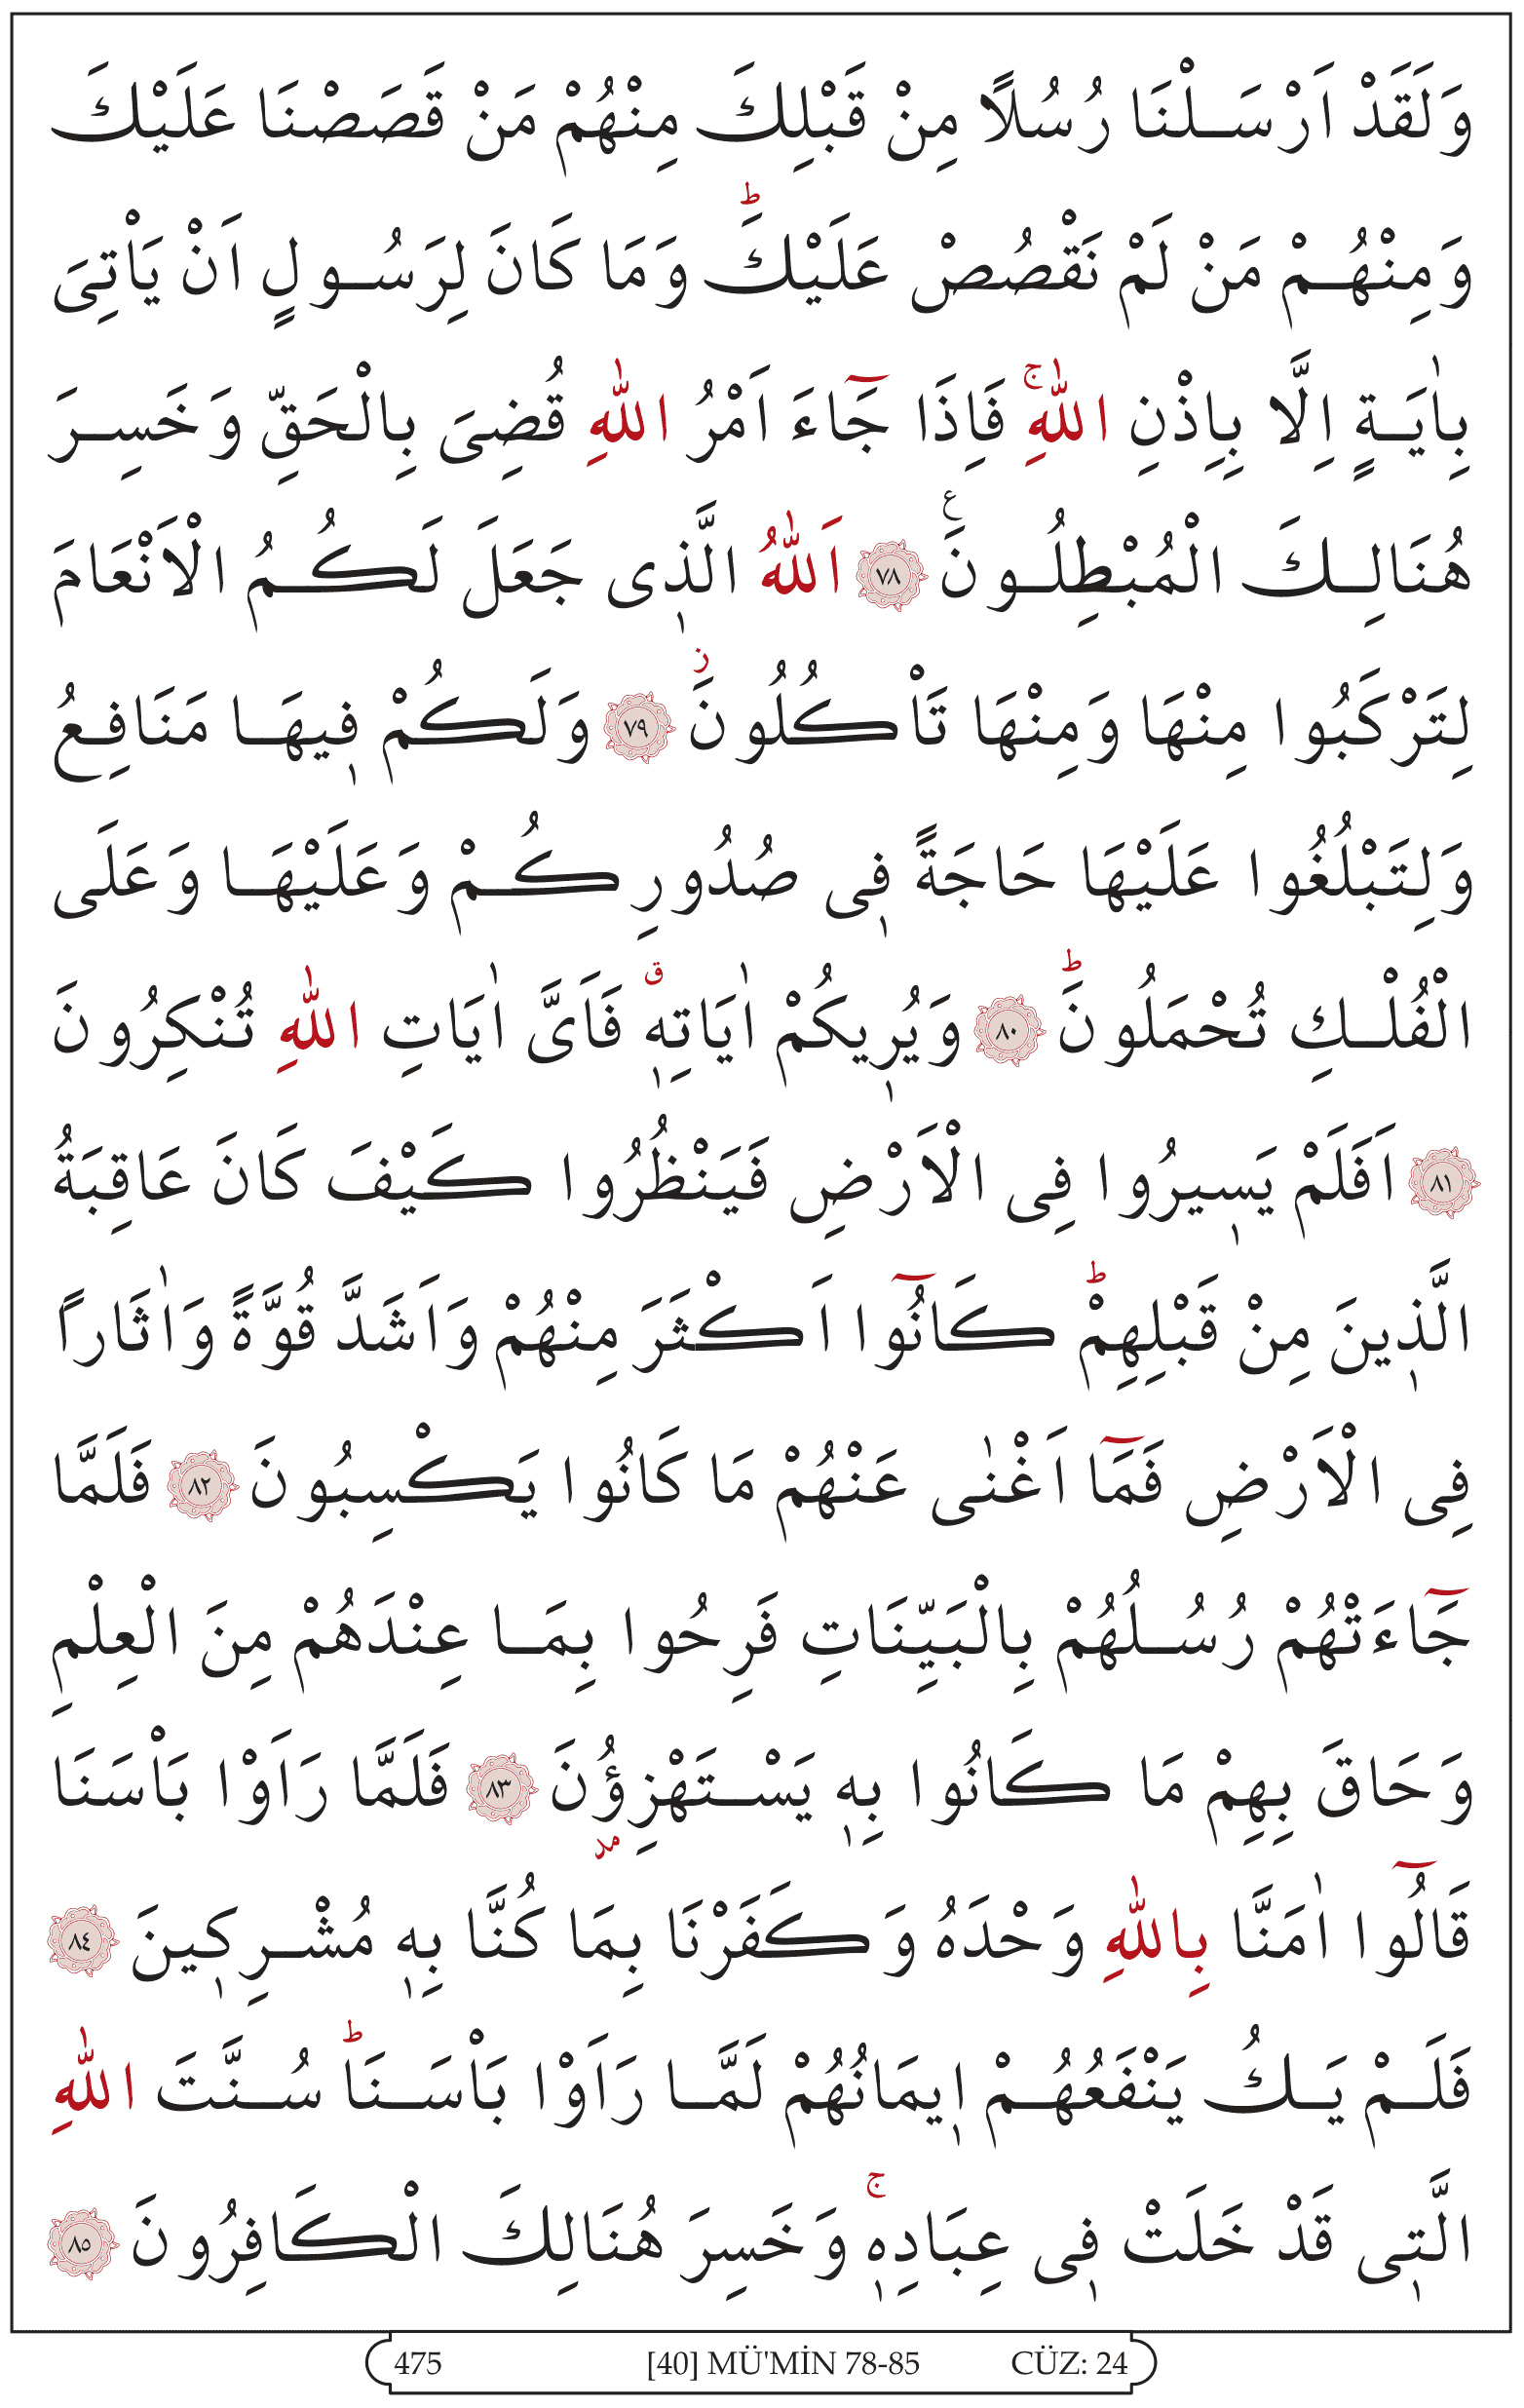 وَلَقَدْ اَرْسَلْنَا رُسُلًا مِنْ قَبْلِكَ مِنْهُمْ مَنْ قَصَصْنَا عَلَيْكَ
وَمِنْهُمْ مَنْ لَمْ نَقْصُصْ عَلَيْكَۜ وَمَا كَانَ لِرَسُولٍ اَنْ يَاْتِىَ
بِاٰيَةٍ اِلَّا بِاِذْنِ اللّٰهِۚ فَاِذَا جَٓاءَ اَمْرُ اللّٰهِ قُضِىَ بِالْحَقِّ وَخَسِرَ
هُنَالِكَ الْمُبْطِلُونَ۟ ﴿٧٨﴾ اَللّٰهُ الَّذٖى جَعَلَ لَكُمُ الْاَنْعَامَ
لِتَرْكَبُوا مِنْهَا وَمِنْهَا تَاْكُلُونَؗ ﴿٧٩﴾ وَلَكُمْ فٖيهَا مَنَافِعُ
وَلِتَبْلُغُوا عَلَيْهَا حَاجَةً فٖى صُدُورِكُمْ وَعَلَيْهَا وَعَلَى
الْفُلْكِ تُحْمَلُونَؕ ﴿٨٠﴾ وَيُرٖيكُمْ اٰيَاتِهٖࣗ فَاَىَّ اٰيَاتِ اللّٰهِ تُنْكِرُونَ
﴿٨١﴾ اَفَلَمْ يَسٖيرُوا فِى الْاَرْضِ فَيَنْظُرُوا كَيْفَ كَانَ عَاقِبَةُ
الَّذٖينَ مِنْ قَبْلِهِمْؕ كَانُٓوا اَكْثَرَ مِنْهُمْ وَاَشَدَّ قُوَّةً وَاٰثَاراً
فِى الْاَرْضِ فَمَٓا اَغْنٰى عَنْهُمْ مَا كَانُوا يَكْسِبُونَ ﴿٨٢﴾ فَلَمَّا
جَٓاءَتْهُمْ رُسُلُهُمْ بِالْبَيِّنَاتِ فَرِحُوا بِمَا عِنْدَهُمْ مِنَ الْعِلْمِ
وَحَاقَ بِهِمْ مَا كَانُوا بِهٖ يَسْتَهْزِؤُ۫نَ ﴿٨٣﴾ فَلَمَّا رَاَوْا بَاْسَنَا
قَالُٓوا اٰمَنَّا بِاللّٰهِ وَحْدَهُ وَكَفَرْنَا بِمَا كُنَّا بِهٖ مُشْرِكٖينَ ﴿٨٤﴾
فَلَمْ يَكُ يَنْفَعُهُمْ اٖيمَانُهُمْ لَمَّا رَاَوْا بَاْسَنَاؕ سُنَّتَ اللّٰهِ
الَّتٖى قَدْ خَلَتْ فٖى عِبَادِهٖۚ وَخَسِرَ هُنَالِكَ الْكَافِرُونَ ﴿٨٥﴾
475 [40] MÜ'MİN 78-85 CÜZ: 24